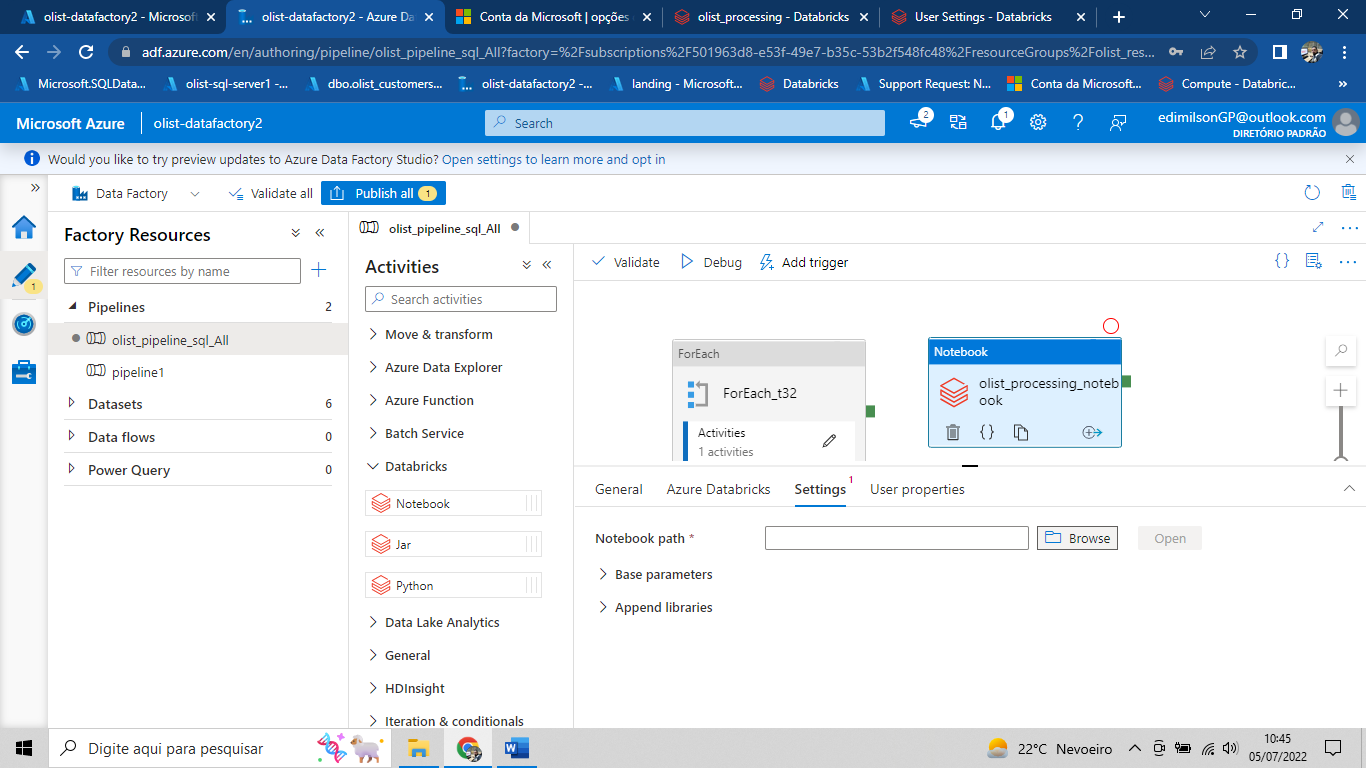 olist-datafactory2 - Microsoft
olist-datafactory2 - Azure Da
Conta da Microsoft | opções
olist_processing - Databricks
User Settings - Databricks
adf.azure.com/en/authoring/pipeline/olist_pipeline_sql_All?factory=%2Fsubscriptions%2F501963d8-e53f-49e7-b35c-53b2f548fc48%2FresourceGroups%2Folist_res...
Microsoft.SQLData...
olist-sql-server1 -...
dbo.olist_customers...
olist-datafactory2 -...
landing - Microsoft...
Databricks
Support Request: N...
Conta da Microsoft...
Compute - Databric...
»
Microsoft Azure
olist-datafactory2
Search
2
1
edimilsonGP@outlook.com
DIRETÓRIO PADRÃO
Would you like to try preview updates to Azure Data Factory Studio? Open settings to learn more and opt in
Data Factory
Validate all
Publish all 1
1
Factory Resources
Filter resources by name
Pipelines 2
olist_pipeline_sql_All
pipeline1
Datasets 6
Data flows 0
Power Query 0
olist_pipeline_sql_All
Activities
Search activities
Move & transform
Azure Data Explorer
Azure Function
Batch Service
Databricks
Notebook
Jar
Python
Data Lake Analytics
General
HDInsight
Iteration & conditionals
Validate
Debug
Add trigger
ForEach
ForEach_t32
Activities
1 activities
Notebook
olist_processing_noteb
ook
General
Azure Databricks
Settings 1
User properties
Notebook path *
Browse
Open
Base parameters
Append libraries
Digite aqui para pesquisar
22°C Nevoeiro
10:45
05/07/2022